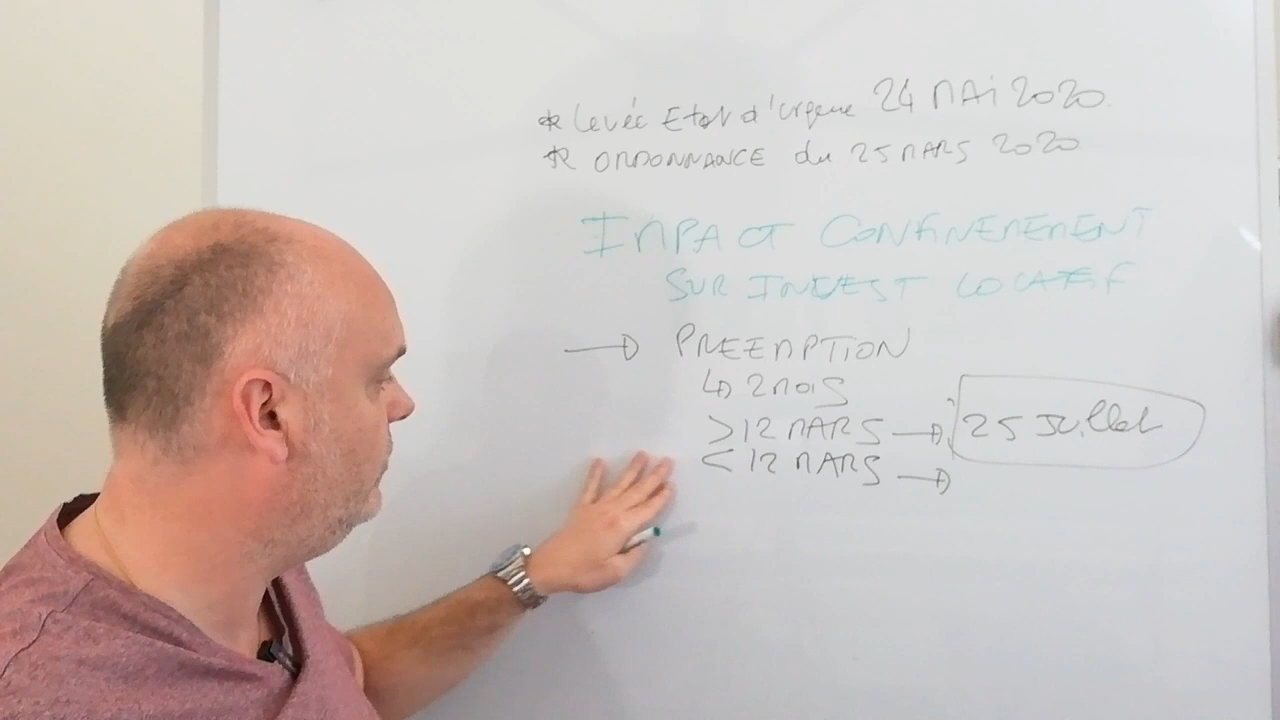 * levée Etat d'urgence 24 MAI 2020.
* ORDONNANCE du 25 MARS 2020
IMPACT CONFINEMEMENT
SUR INVEST LOCATIF
→ PREEMPTION
↳ 2 MOIS
> 12 MARS → 25 Juillet
< 12 MARS →